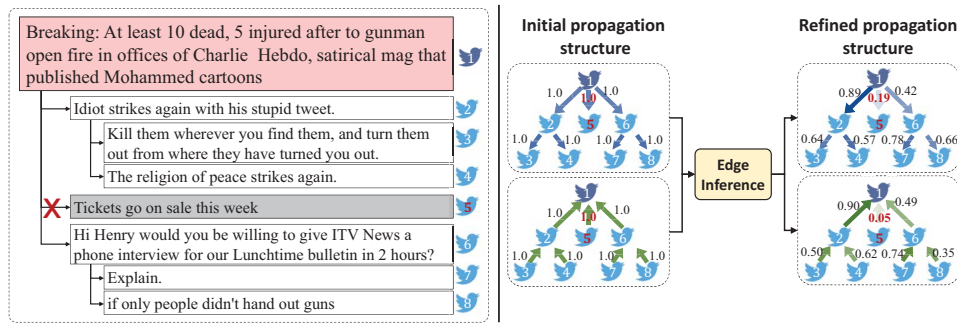 Breaking: At least 10 dead, 5 injured after to gunman
open fire in offices of Charlie Hebdo, satirical mag that
published Mohammed cartoons
1
Idiot strikes again with his stupid tweet.
2
Kill them wherever you find them, and turn them
out from where they have turned you out.
3
The religion of peace strikes again.
4
X
Tickets go on sale this week
5
Hi Henry would you be willing to give ITV News a
phone interview for our Lunchtime bulletin in 2 hours?
6
Explain.
7
if only people didn't hand out guns
8
Initial propagation
structure
1
1.0 1.0 1.0
2 5 6
1.0 1.0 1.0 1.0
3 4 7 8
1
1.0 1.0 1.0
2 5 6
1.0 1.0 1.0 1.0
3 4 7 8
Edge
Inference
Refined propagation
structure
1
0.89 0.19 0.42
2 5 6
0.64 0.57 0.78 0.66
3 4 7 8
1
0.90 0.05 0.49
2 5 6
0.50 0.62 0.74 0.35
3 4 7 8